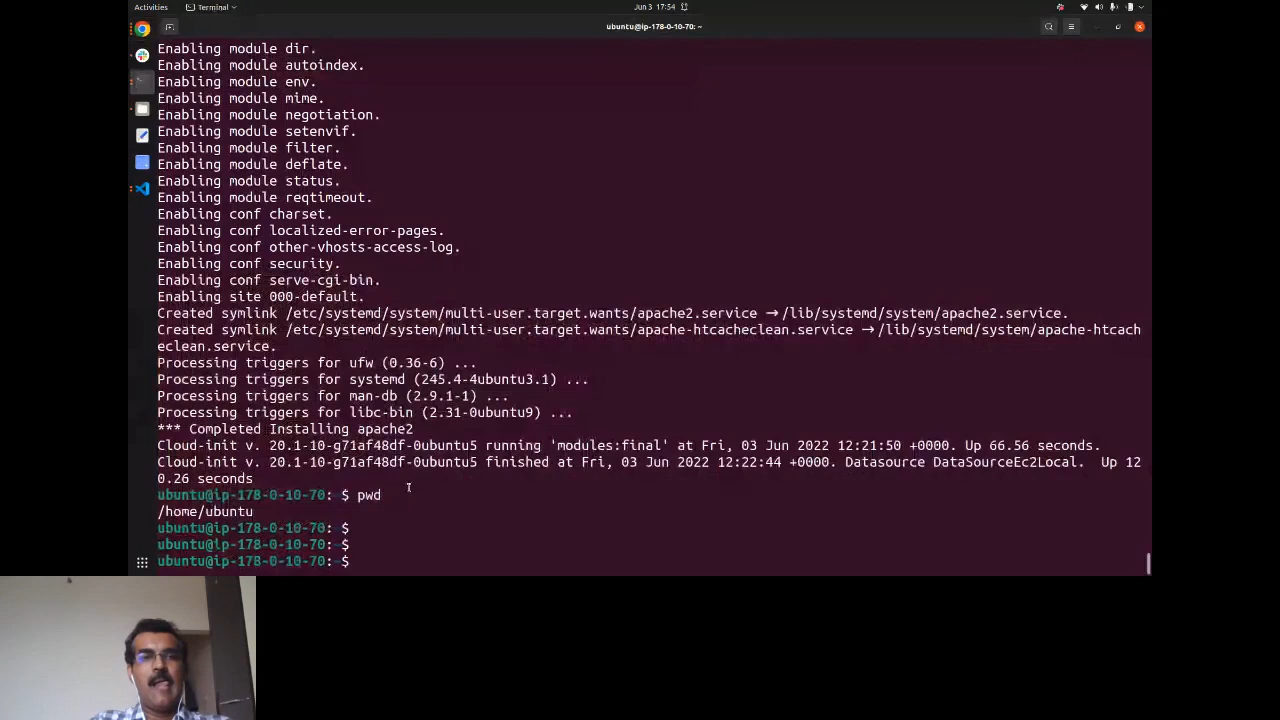 Activities Terminal Jun 3 17:54
ubuntu@ip-178-0-10-70: ~
Enabling module dir.
Enabling module autoindex.
Enabling module env.
Enabling module mime.
Enabling module negotiation.
Enabling module setenvif.
Enabling module filter.
Enabling module deflate.
Enabling module status.
Enabling module reqtimeout.
Enabling conf charset.
Enabling conf localized-error-pages.
Enabling conf other-vhosts-access-log.
Enabling conf security.
Enabling conf serve-cgi-bin.
Enabling site 000-default.
Created symlink /etc/systemd/system/multi-user.target.wants/apache2.service → /lib/systemd/system/apache2.service.
Created symlink /etc/systemd/system/multi-user.target.wants/apache-htcacheclean.service → /lib/systemd/system/apache-htcach
eclean.service.
Processing triggers for ufw (0.36-6) ...
Processing triggers for systemd (245.4-4ubuntu3.1) ...
Processing triggers for man-db (2.9.1-1) ...
Processing triggers for libc-bin (2.31-0ubuntu9) ...
*** Completed Installing apache2
Cloud-init v. 20.1-10-g71af48df-0ubuntu5 running 'modules:final' at Fri, 03 Jun 2022 12:21:50 +0000. Up 66.56 seconds.
Cloud-init v. 20.1-10-g71af48df-0ubuntu5 finished at Fri, 03 Jun 2022 12:22:44 +0000. Datasource DataSourceEc2Local.  Up 12
0.26 seconds
ubuntu@ip-178-0-10-70:~$ pwd
/home/ubuntu
ubuntu@ip-178-0-10-70:~$
ubuntu@ip-178-0-10-70:~$
ubuntu@ip-178-0-10-70:~$